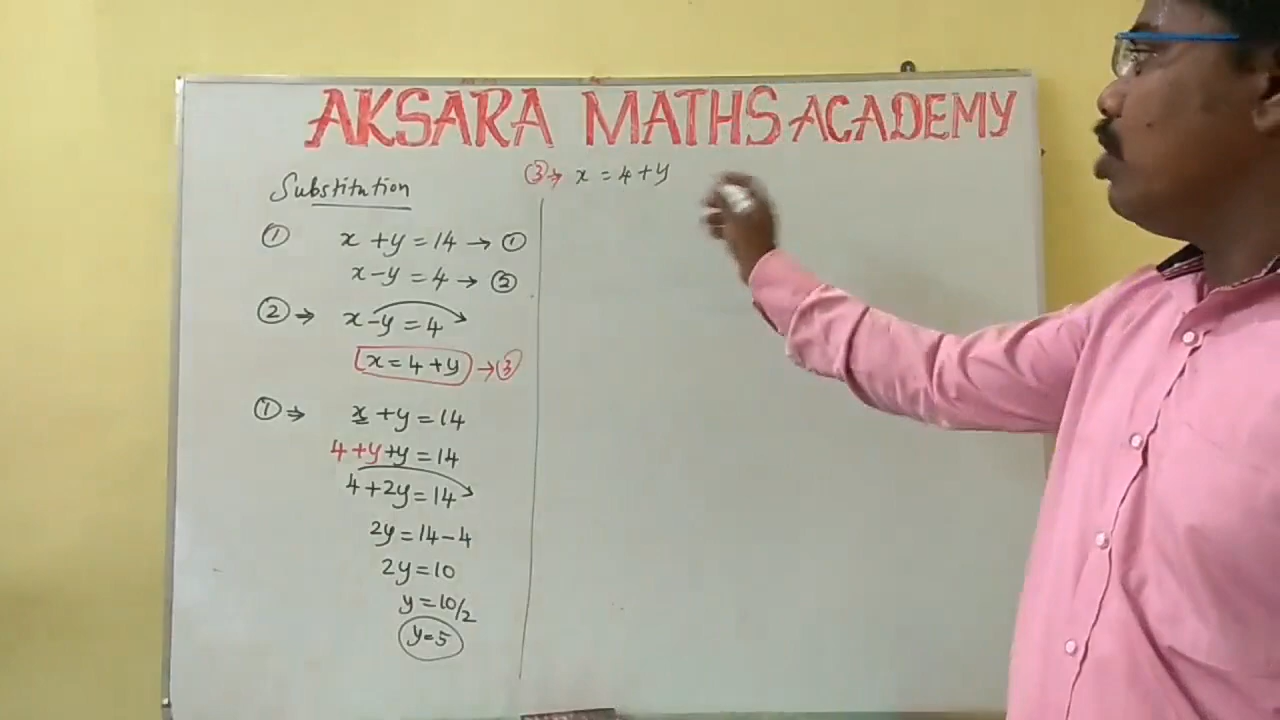 AKSARA MATHS ACADEMY
Substitution
① x + y = 14 → ①
x - y = 4 → ②
② ⇒ x - y = 4
x = 4 + y → ③
① ⇒ x + y = 14
4 + y + y = 14
4 + 2y = 14
2y = 14 - 4
2y = 10
y = 10/2
y = 5
③ ⇒ x = 4 + y